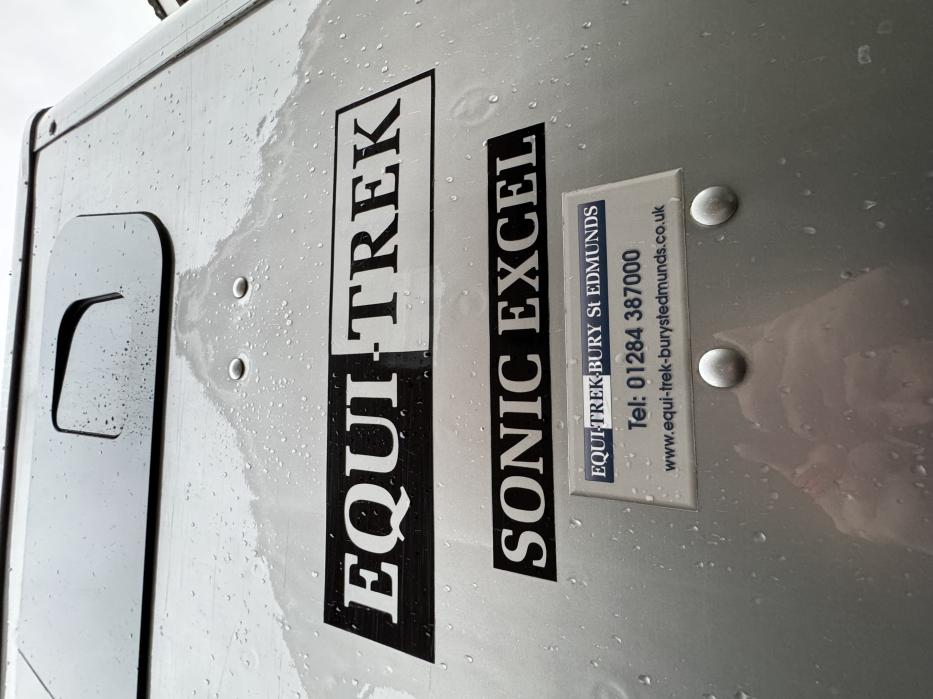 EQUI-TREK
SONIC EXCEL
EQUI-TREK-BURY St EDMUNDS
Tel: 01284 387000
www.equi-trek-burystedmunds.co.uk